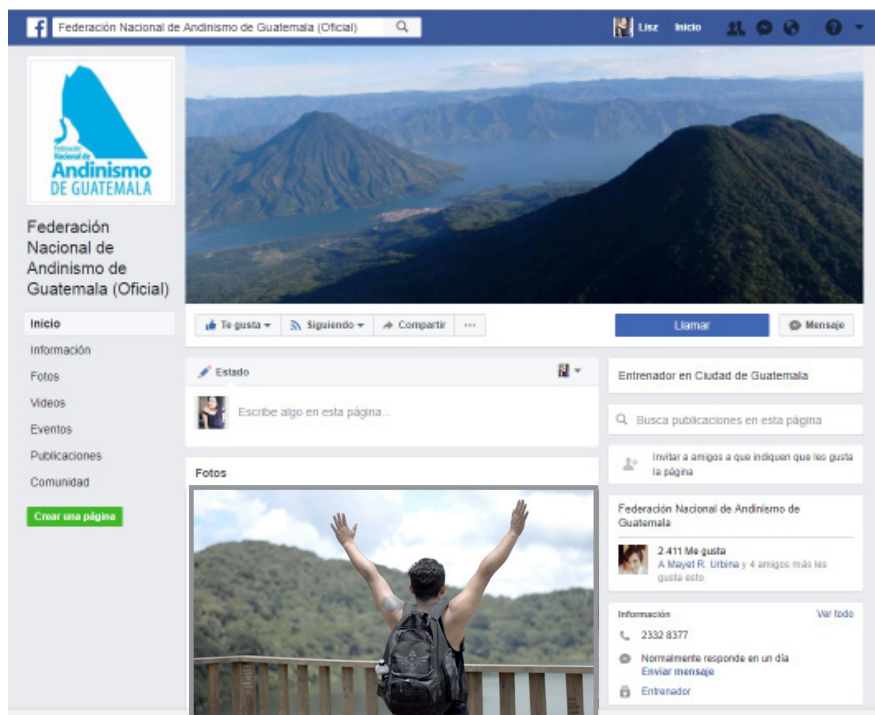 Federación Nacional de Andinismo de Guatemala (Oficial)
Lisz
Inicio
Federación
Nacional de
Andinismo
DE GUATEMALA
Federación
Nacional de
Andinismo de
Guatemala (Oficial)
Inicio
Información
Fotos
Videos
Eventos
Publicaciones
Comunidad
Crear una página
Te gusta
Siguiendo
Compartir
...
Llamar
Mensaje
Estado
Escribe algo en esta página...
Fotos
Entrenador en Ciudad de Guatemala
Busca publicaciones en esta página
Invitar a amigos a que indiquen que les gusta
la página
Federación Nacional de Andinismo de
Guatemala
2.411 Me gusta
A Mayet R. Urbina y 4 amigos más les
gusta esto
Información
Ver todo
2332 8377
Normalmente responde en un día
Enviar mensaje
Entrenador